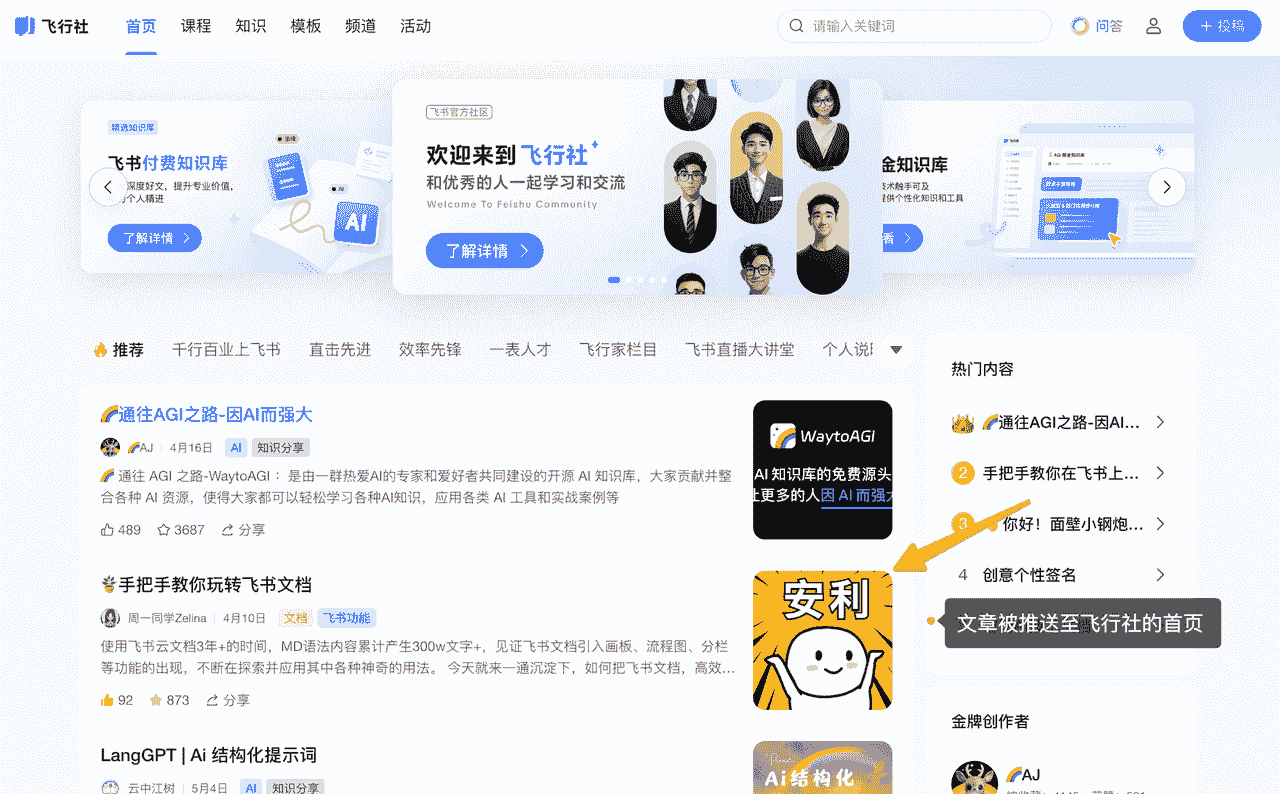 飞行社
首页
课程
知识
模板
频道
活动
请输入关键词
问答
+ 投稿
精选知识库
飞书付费知识库
深度好文，提升专业价值，
个人精进
AI
AI
了解详情
飞书官方社区
欢迎来到 飞行社
和优秀的人一起学习和交流
Welcome To Feishu Community
了解详情
金知识库
技术触手可及
提供个性化知识和工具
看
推荐
千行百业上飞书
直击先进
效率先锋
一表人才
飞行家栏目
飞书直播大讲堂
个人说
🌈通往AGI之路-因AI而强大
🌈AJ
4月16日
AI
知识分享
🌈 通往 AGI 之路-WaytoAGI： 是由一群热爱AI的专家和爱好者共同建设的开源 AI 知识库，大家贡献并整
合各种 AI 资源，使得大家都可以轻松学习各种AI知识，应用各类 AI 工具和实战案例等
489
3687
分享
WaytoAGI
AI 知识库的免费源头
让更多的人因 AI 而强大
手把手教你玩转飞书文档
周一同学Zelina
4月10日
文档
飞书功能
使用飞书云文档3年+的时间，MD语法内容累计产生300w文字+，见证飞书文档引入画板、流程图、分栏
等功能的出现，不断在探索并应用其中各种神奇的用法。 今天就来一通沉淀下，如何把飞书文档，高效…
92
873
分享
安利
LangGPT | Ai 结构化提示词
云中江树
5月4日
AI
知识分享
Ai结构化
热门内容
🌈通往AGI之路-因AI...
2
手把手教你在飞书上...
3
你好！面壁小钢炮...
4
创意个性签名
文章被推送至飞行社的首页
金牌创作者
🌈AJ